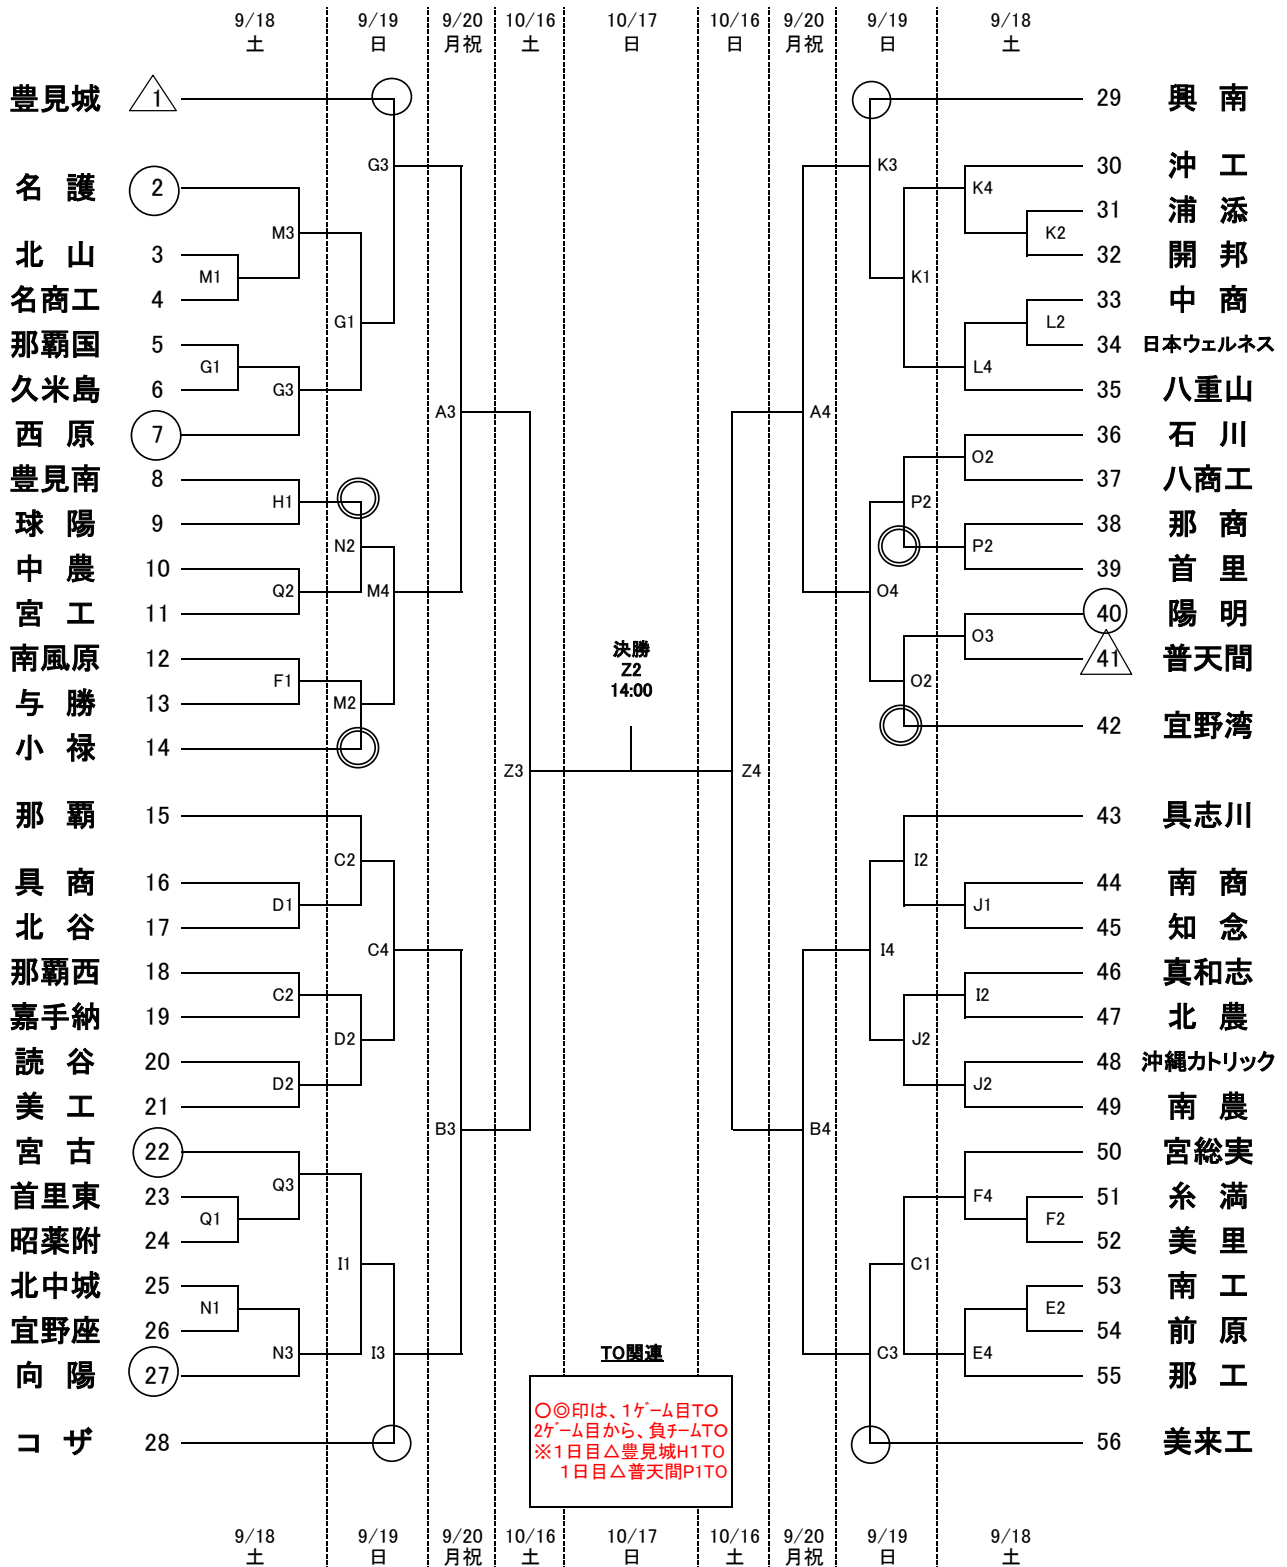 9/18 9/19 9/20 10/16 10/17 10/16 9/20 9/19 9/18
土 日 月祝 土 日 日 月祝 日 土
豊見城 1 29 興南
G3 K3
名護 2 30 沖工
K4
31 浦添
M3 K2
北山 3 32 開邦
M1 K1
名商工 4 33 中商
G1 L2
那覇国 5 34 日本ウェルネス
G1 L4
久米島 6 35 八重山
G3
A3 A4
西原 7 36 石川
O2
豊見南 8 37 八商工
H1 P2
球陽 9 38 那商
N2 P2
中農 10 39 首里
Q2 M4 O4
宮工 11 40 陽明
O3
南風原 12 41 普天間
決勝
Z2
14:00
F1 O2
与勝 13 M2
42 宜野湾
小禄 14
Z3 Z4
那覇 15 43 具志川
C2 I2
具商 16 44 南商
D1 J1
北谷 17 45 知念
C4 I4
那覇西 18 46 真和志
C2 I2
嘉手納 19 47 北農
D2 J2
読谷 20 48 沖縄カトリック
D2 J2
美工 21 49 南農
B3 B4
宮古 22 50 宮総実
Q3 F4
首里東 23 51 糸満
Q1 F2
昭薬附 24 52 美里
I1 C1
北中城 25 53 南工
N1 E2
宜野座 26 54 前原
N3 I3 C3 E4
TO関連
向陽 27 55 那工
○◎印は、1ゲーム目TO
2ゲーム目から、負チームTO
※1日目△豊見城H1TO
1日目△普天間P1TO
コザ 28 56 美来工
9/18 9/19 9/20 10/16 10/17 10/16 9/20 9/19 9/18
土 日 月祝 土 日 土 月祝 日 土